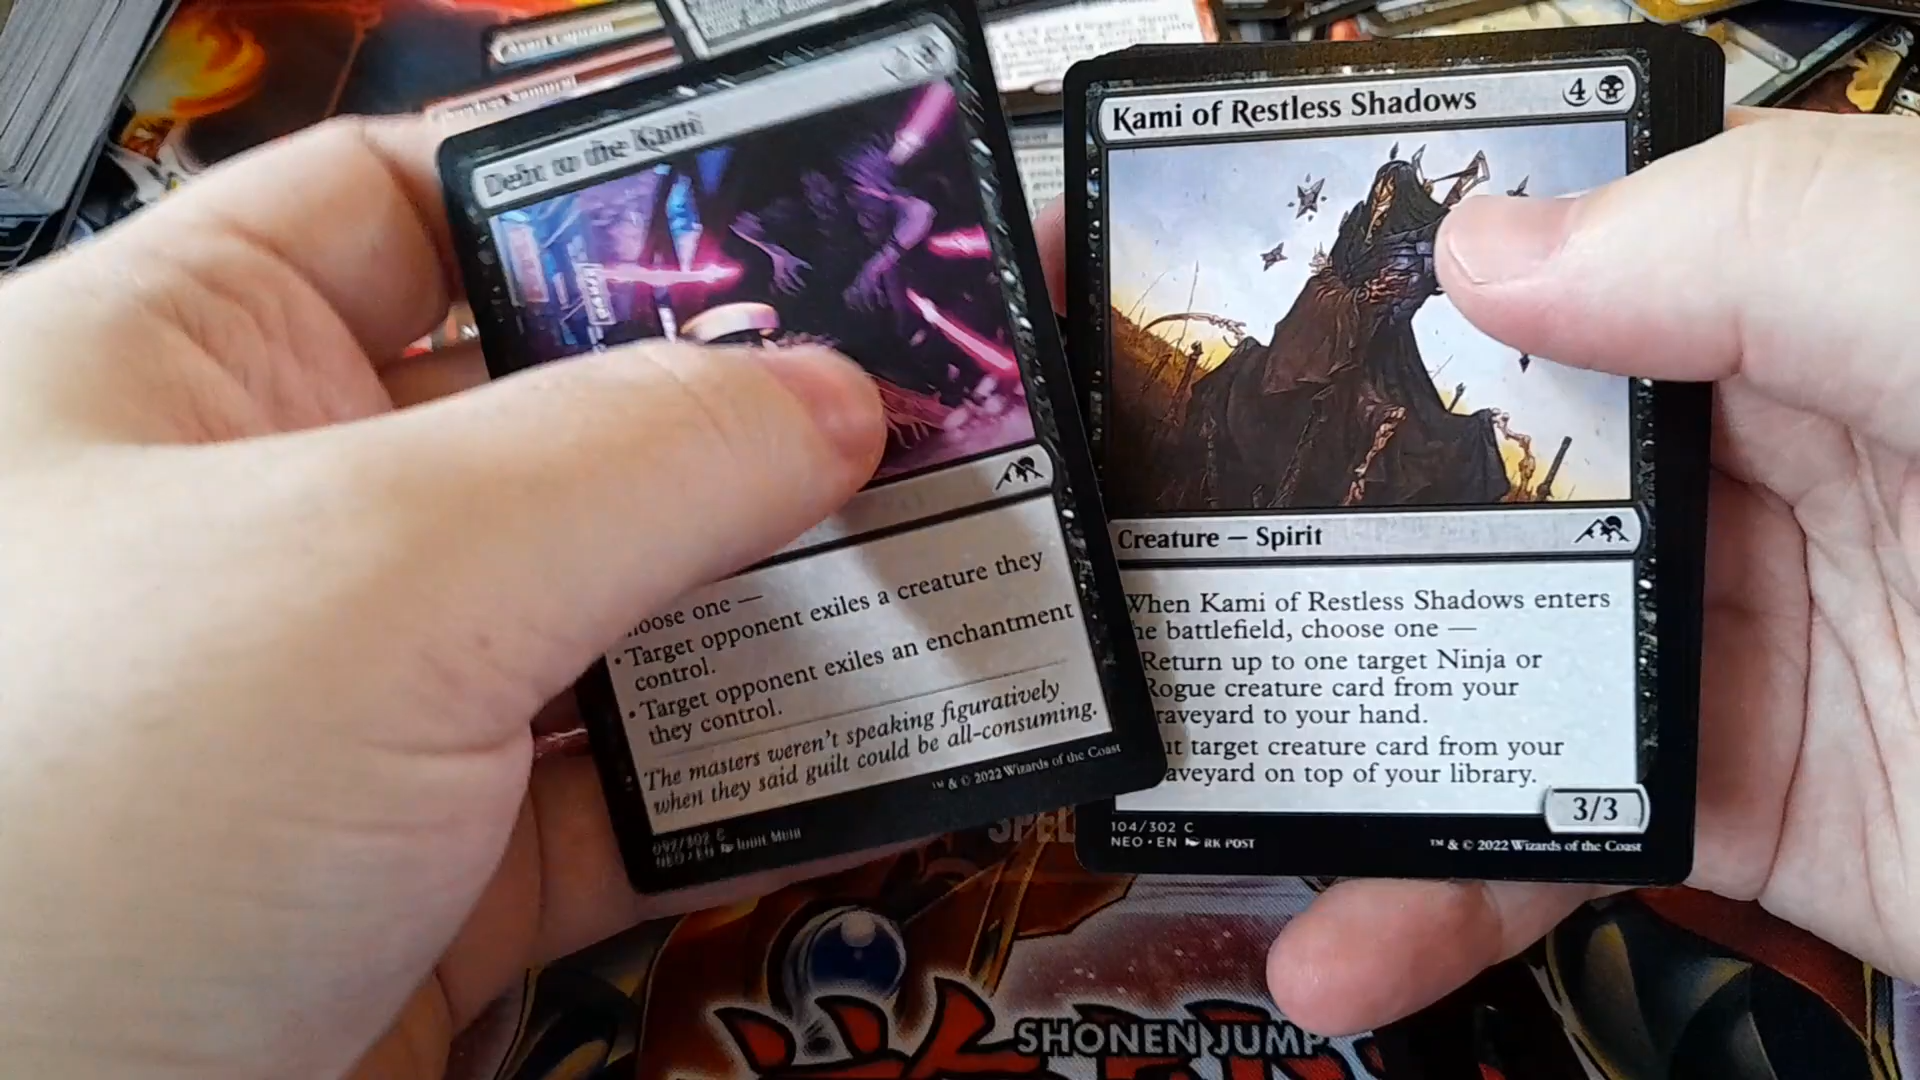 Debt to the Kami
hoose one —
• Target opponent exiles a creature they
control.
• Target opponent exiles an enchantment
they control.
The masters weren't speaking figuratively
when they said guilt could be all-consuming.
™ & © 2022 Wizards of the Coast
NEO • EN
Kami of Restless Shadows 4
Creature — Spirit
When Kami of Restless Shadows enters
he battlefield, choose one —
Return up to one target Ninja or
Rogue creature card from your
raveyard to your hand.
ut target creature card from your
aveyard on top of your library.
3/3
104/302 C
NEO • EN RK POST
™ & © 2022 Wizards of the Coast
SPEL
SHONEN JUMP